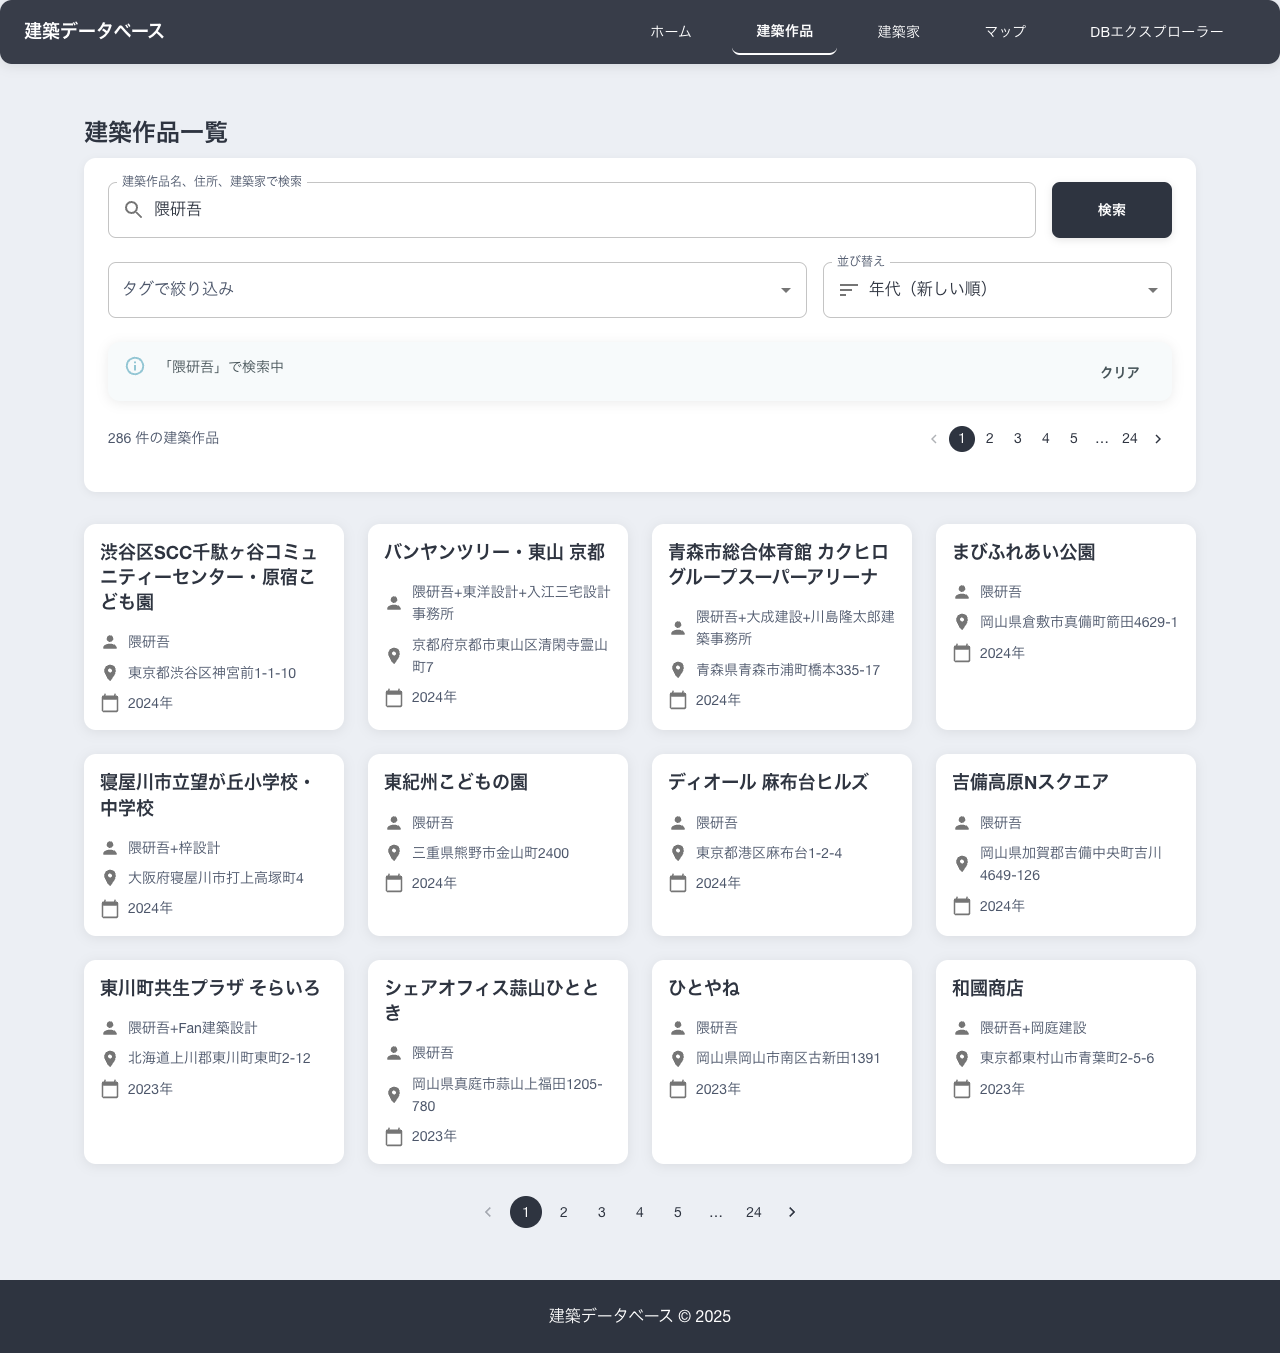 建築データベース
ホーム
建築作品
建築家
マップ
DBエクスプローラー
建築作品一覧
建築作品名、住所、建築家で検索
隈研吾
検索
タグで絞り込み
並び替え
年代（新しい順）
「隈研吾」で検索中
クリア
286 件の建築作品
1 2 3 4 5 … 24
渋谷区SCC千駄ヶ谷コミュ
ニティーセンター・原宿こ
ども園
隈研吾
東京都渋谷区神宮前1-1-10
2024年
バンヤンツリー・東山 京都
隈研吾+東洋設計+入江三宅設計
事務所
京都府京都市東山区清閑寺霊山
町7
2024年
青森市総合体育館 カクヒロ
グループスーパーアリーナ
隈研吾+大成建設+川島隆太郎建
築事務所
青森県青森市浦町橋本335-17
2024年
まびふれあい公園
隈研吾
岡山県倉敷市真備町箭田4629-1
2024年
寝屋川市立望が丘小学校・
中学校
隈研吾+梓設計
大阪府寝屋川市打上高塚町4
2024年
東紀州こどもの園
隈研吾
三重県熊野市金山町2400
2024年
ディオール 麻布台ヒルズ
隈研吾
東京都港区麻布台1-2-4
2024年
吉備高原Nスクエア
隈研吾
岡山県加賀郡吉備中央町吉川
4649-126
2024年
東川町共生プラザ そらいろ
隈研吾+Fan建築設計
北海道上川郡東川町東町2-12
2023年
シェアオフィス蒜山ひとと
き
隈研吾
岡山県真庭市蒜山上福田1205-
780
2023年
ひとやね
隈研吾
岡山県岡山市南区古新田1391
2023年
和國商店
隈研吾+岡庭建設
東京都東村山市青葉町2-5-6
2023年
1 2 3 4 5 … 24
建築データベース © 2025